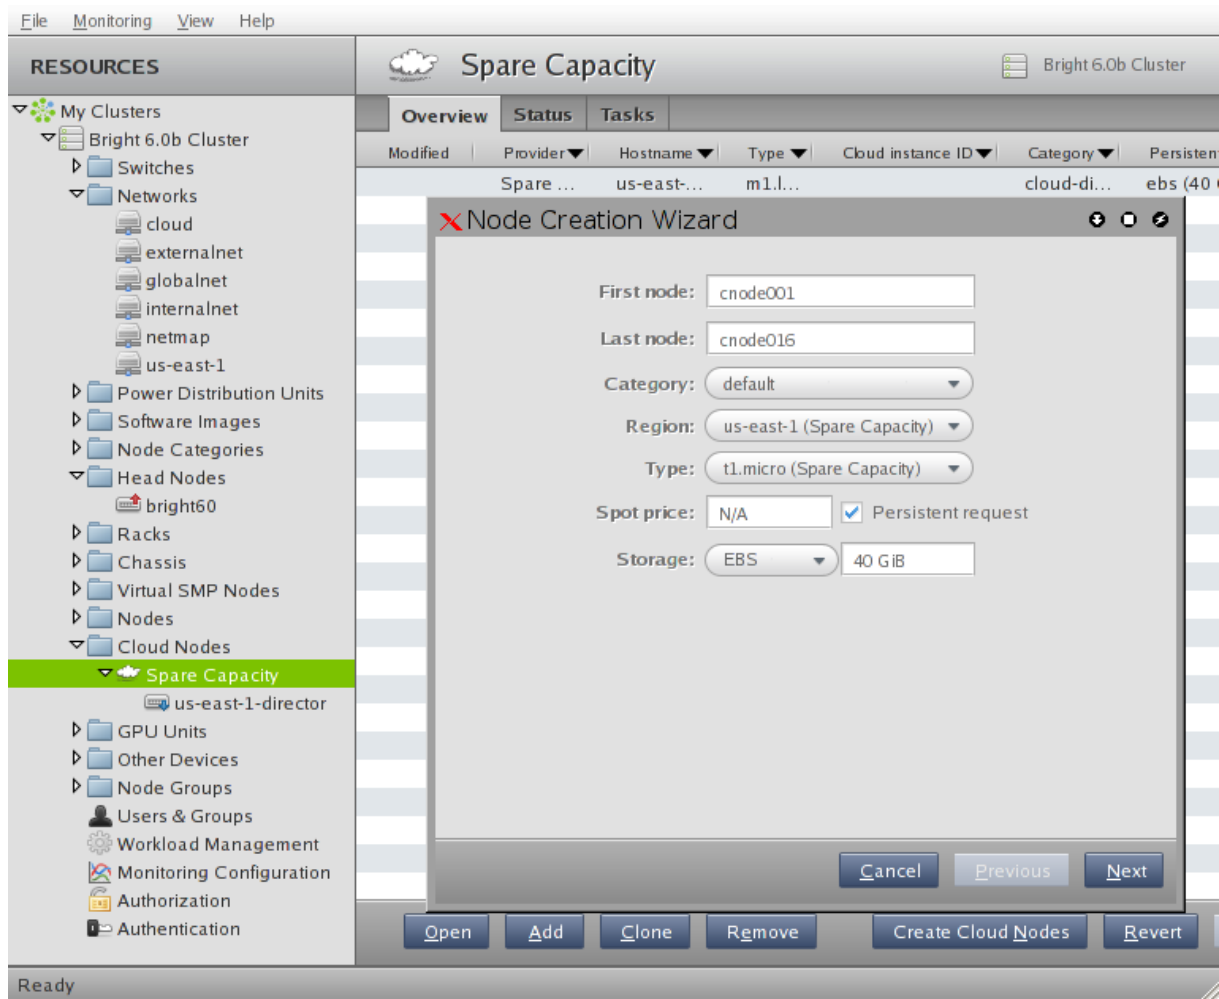 File Monitoring View Help
RESOURCES
My Clusters
Bright 6.0b Cluster
Switches
Networks
cloud
externalnet
globalnet
internalnet
netmap
us-east-1
Power Distribution Units
Software Images
Node Categories
Head Nodes
bright60
Racks
Chassis
Virtual SMP Nodes
Nodes
Cloud Nodes
Spare Capacity
us-east-1-director
GPU Units
Other Devices
Node Groups
Users & Groups
Workload Management
Monitoring Configuration
Authorization
Authentication
Spare Capacity
Bright 6.0b Cluster
Overview Status Tasks
Modified Provider Hostname Type Cloud instance ID Category Persistent
Spare ... us-east-... m1.l... cloud-di... ebs (40
Node Creation Wizard
First node: cnode001
Last node: cnode016
Category: default
Region: us-east-1 (Spare Capacity)
Type: t1.micro (Spare Capacity)
Spot price: N/A Persistent request
Storage: EBS 40 GiB
Cancel Previous Next
Open Add Clone Remove Create Cloud Nodes Revert
Ready